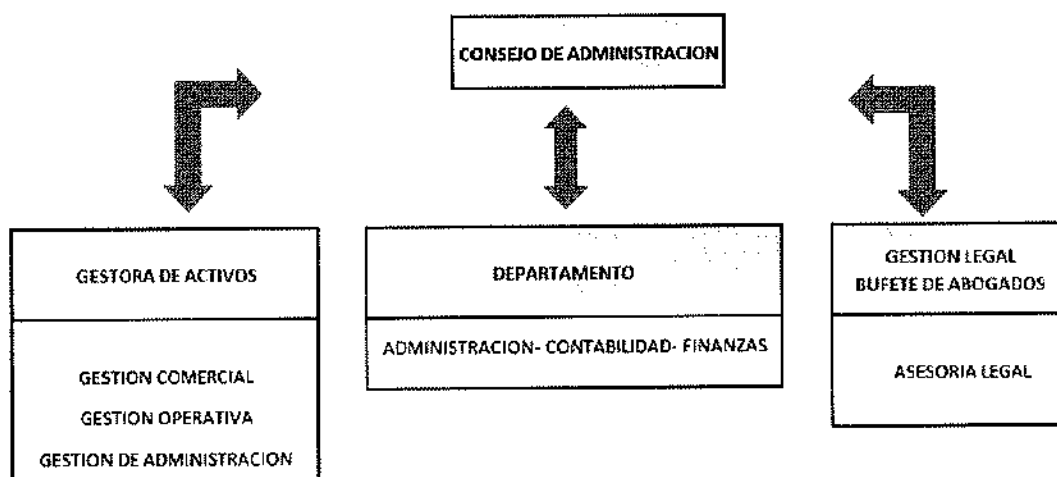 CONSEJO DE ADMINISTRACION
GESTORA DE ACTIVOS
GESTION COMERCIAL
GESTION OPERATIVA
GESTION DE ADMINISTRACION
DEPARTAMENTO
ADMINISTRACION- CONTABILIDAD- FINANZAS
GESTION LEGAL
BUFETE DE ABOGADOS
ASESORIA LEGAL